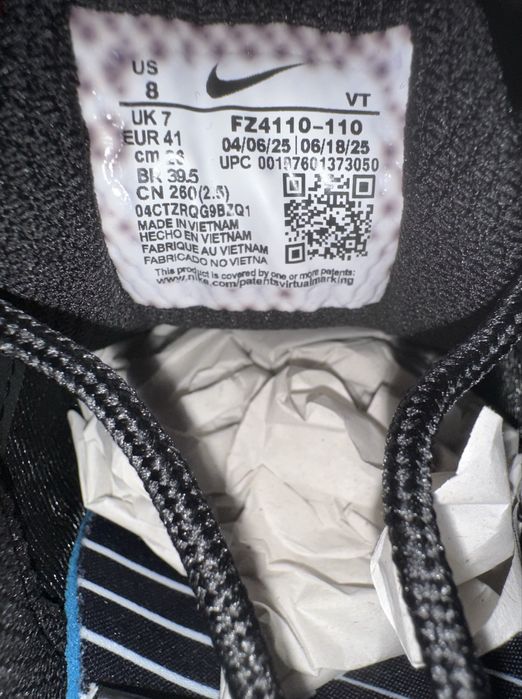 US
8
VT
UK 7
FZ4110-110
EUR 41
04/06/25 | 06/18/25
cm 26
UPC 00197601373050
BR 39.5
CN 260(2.5)
04CTZRQG9BZQ1
MADE IN VIETNAM
HECHO EN VIETNAM
FABRIQUE AU VIETNAM
FABRICADO NO VIETNA
This product is covered by one or more patents:
www.nike.com/patentsvirtualmarking